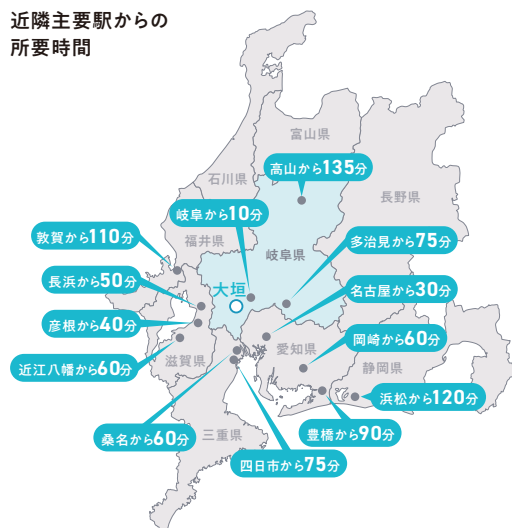 近隣主要駅からの
所要時間
富山県
高山から135分
石川県
長野県
岐阜から10分
敦賀から110分
福井県
多治見から75分
岐阜県
長浜から50分
大垣
名古屋から30分
彦根から40分
岡崎から60分
愛知県
滋賀県
近江八幡から60分
静岡県
浜松から120分
桑名から60分
三重県
豊橋から90分
四日市から75分